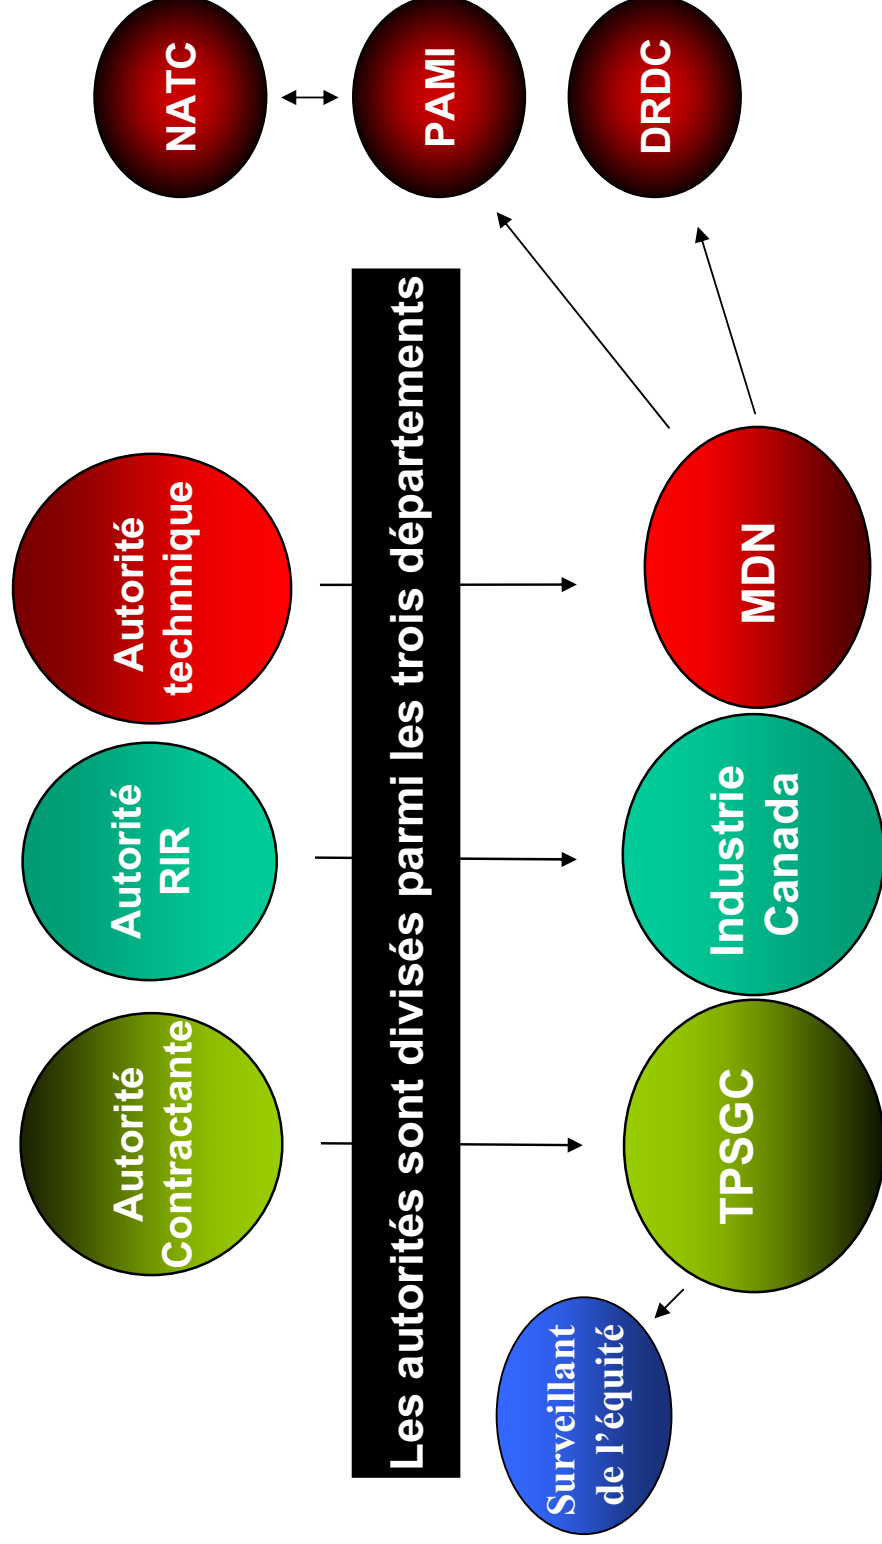 Autorité
Contractante
Autorité
RIR
Autorité
technnique
NATC
Les autorités sont divisés parmi les trois départements
PAMI
DRDC
Surveillant
de l’équité
TPSGC
Industrie
Canada
MDN